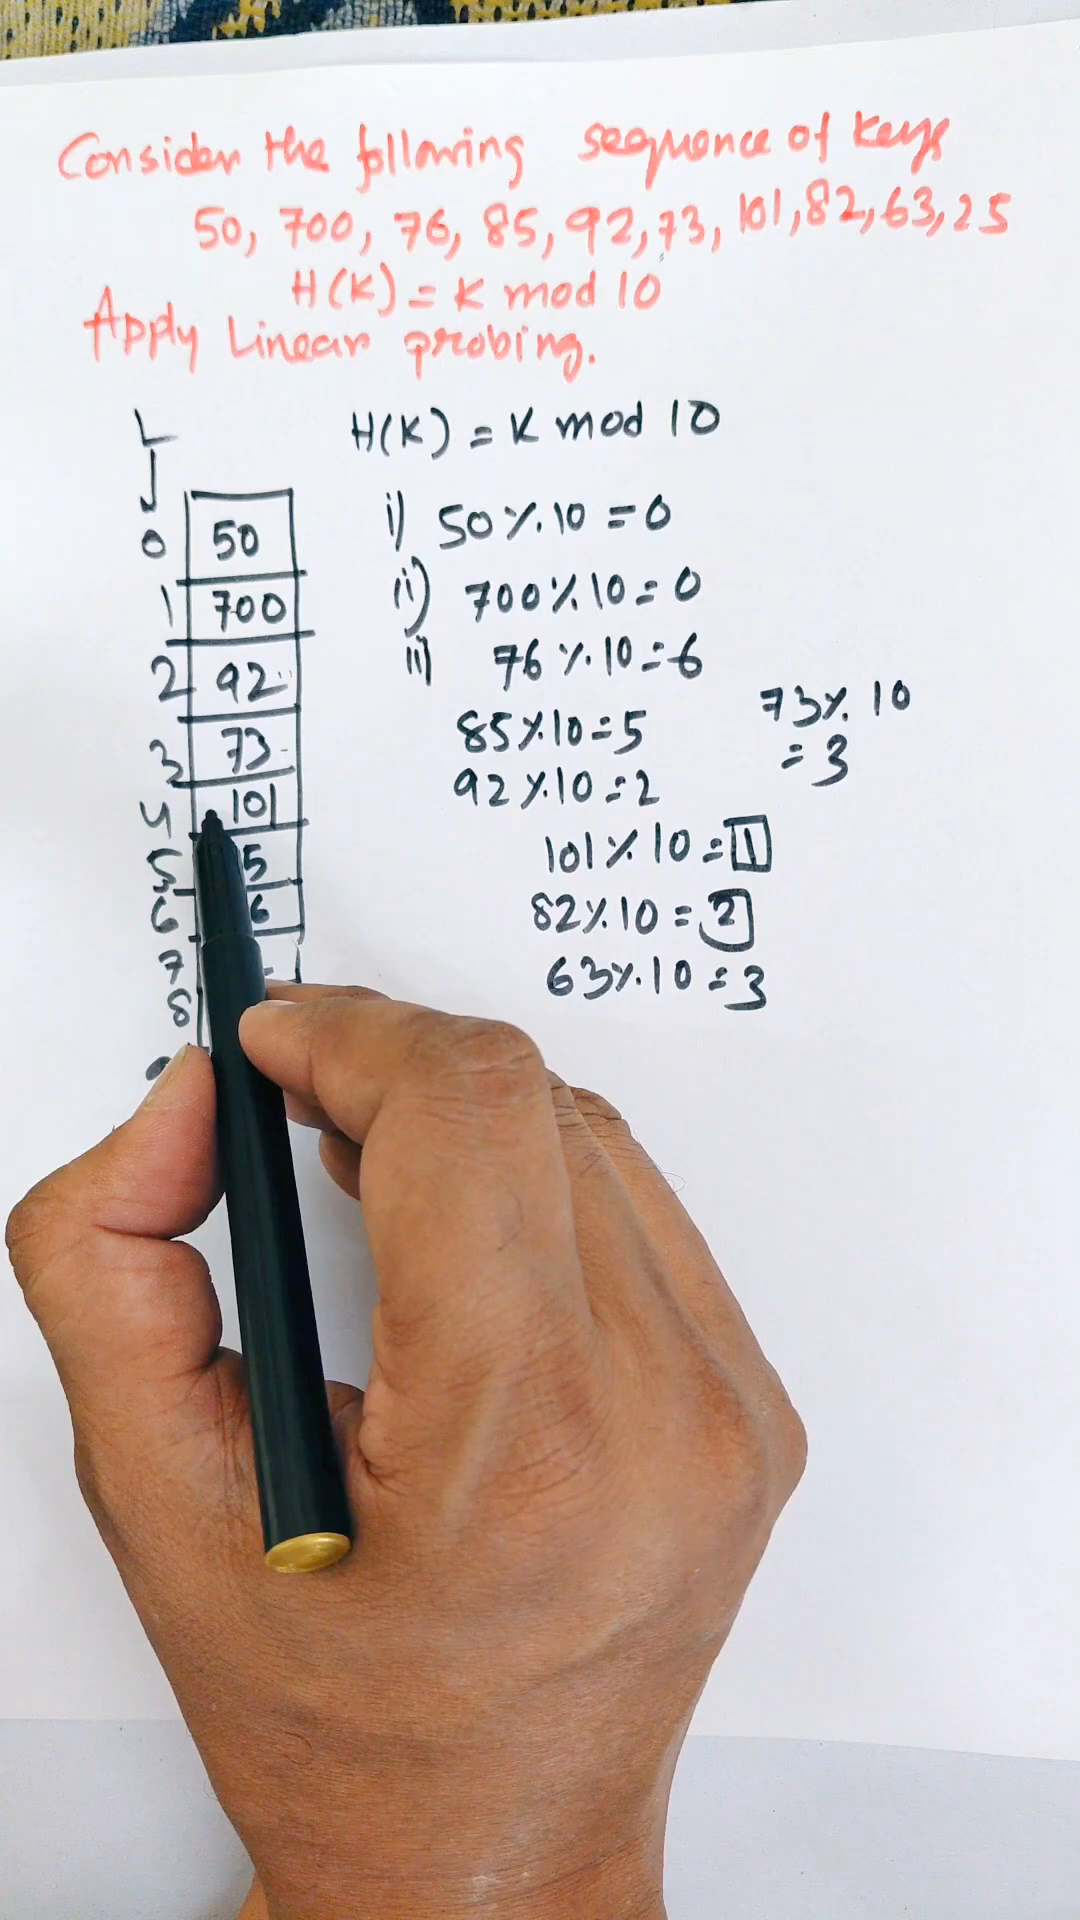 Consider the following sequence of keys
50, 700, 76, 85, 92, 73, 101, 82, 63, 25
H(K) = K mod 10
Apply Linear probing.
H(K) = K mod 10
0 50
1 700
2 92
3 73
4 101
5 5
6 6
7
8
i) 50 % 10 = 0
ii) 700 % 10 = 0
iii) 76 % 10 = 6
85 % 10 = 5
92 % 10 = 2
73 % 10
= 3
101 % 10 = 1
82 % 10 = 2
63 % 10 = 3